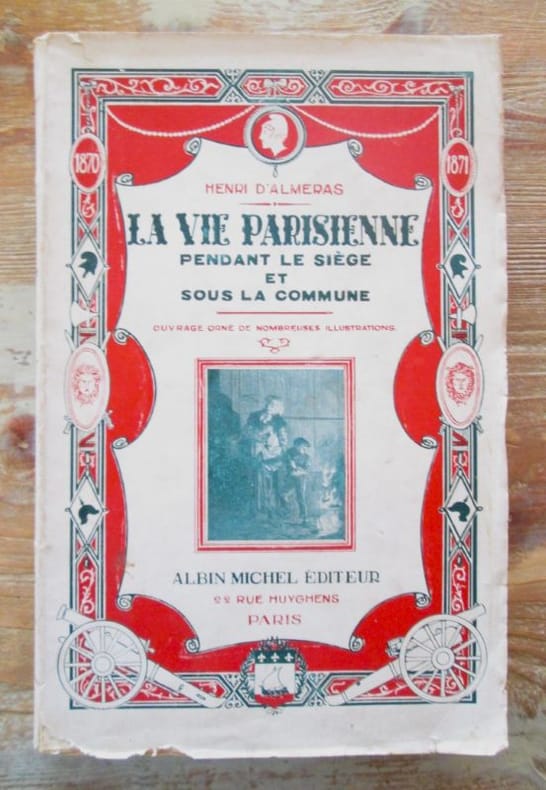 1870
1871
HENRI D'ALMERAS
LA VIE PARISIENNE
PENDANT LE SIÈGE
ET
SOUS LA COMMUNE
OUVRAGE ORNÉ DE NOMBREUSES ILLUSTRATIONS.
ALBIN MICHEL ÉDITEUR
22 RUE HUYGHENS
PARIS